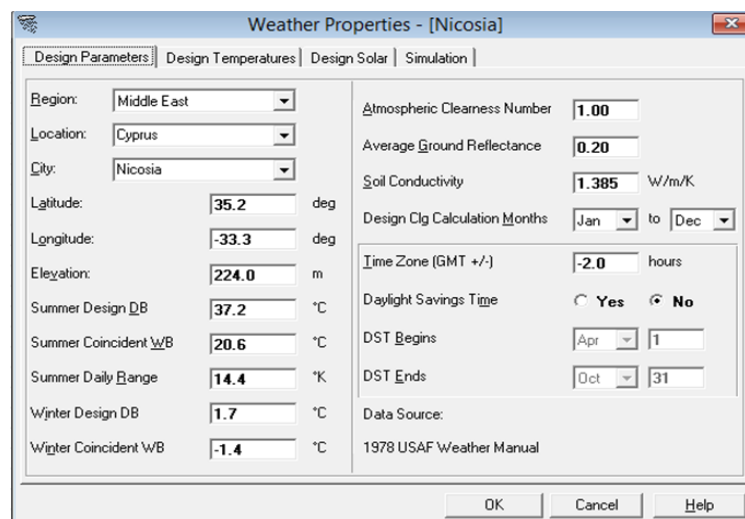 Weather Properties - [Nicosia]
Design Parameters Design Temperatures Design Solar Simulation
Region: Middle East
Location: Cyprus
City: Nicosia
Latitude: 35.2 deg
Longitude: -33.3 deg
Elevation: 224.0 m
Summer Design DB 37.2 °C
Summer Coincident WB 20.6 °C
Summer Daily Range 14.4 °K
Winter Design DB 1.7 °C
Winter Coincident WB -1.4 °C
Atmospheric Clearness Number 1.00
Average Ground Reflectance 0.20
Soil Conductivity 1.385 W/m/K
Design Clg Calculation Months Jan to Dec
Time Zone (GMT +/-) -2.0 hours
Daylight Savings Time Yes No
DST Begins Apr 1
DST Ends Oct 31
Data Source:
1978 USAF Weather Manual
OK Cancel Help